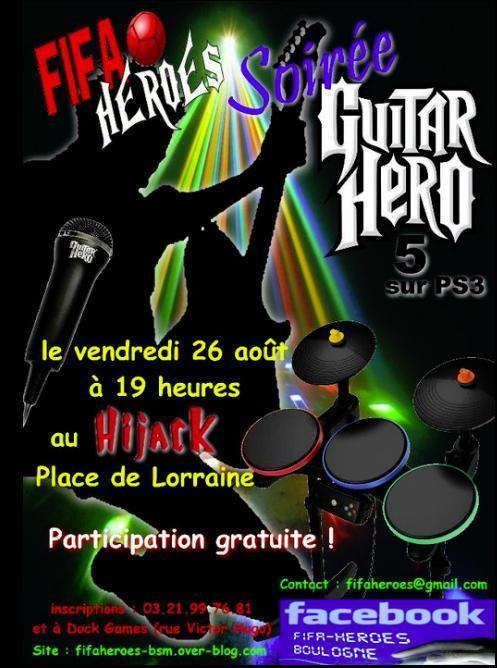 FIFA HEROES Soirée
GUITAR HERO
5
sur PS3
GUITAR HERO
le vendredi 26 août
à 19 heures
au Hijack
Place de Lorraine
Participation gratuite !
Contact : fifaheroes@gmail.com
inscriptions : 03.21.99.76.81
et à Dock Games (rue Victor Hugo)
Site : fifaheroes-bsm.over-blog.com
facebook
FIFA-HEROES
BOULOGNE